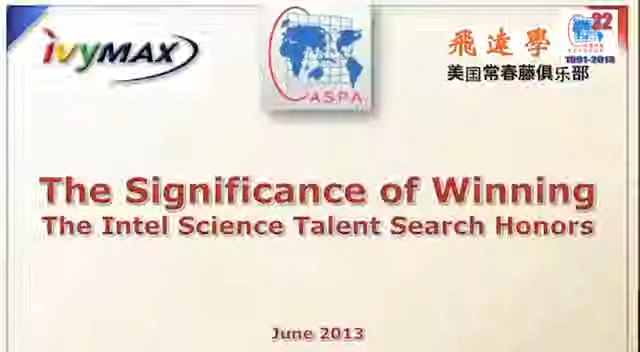 ivyMAX
CASPA
飛達學
美国常春藤俱乐部
22
1991-2013
The Significance of Winning
The Intel Science Talent Search Honors
June 2013